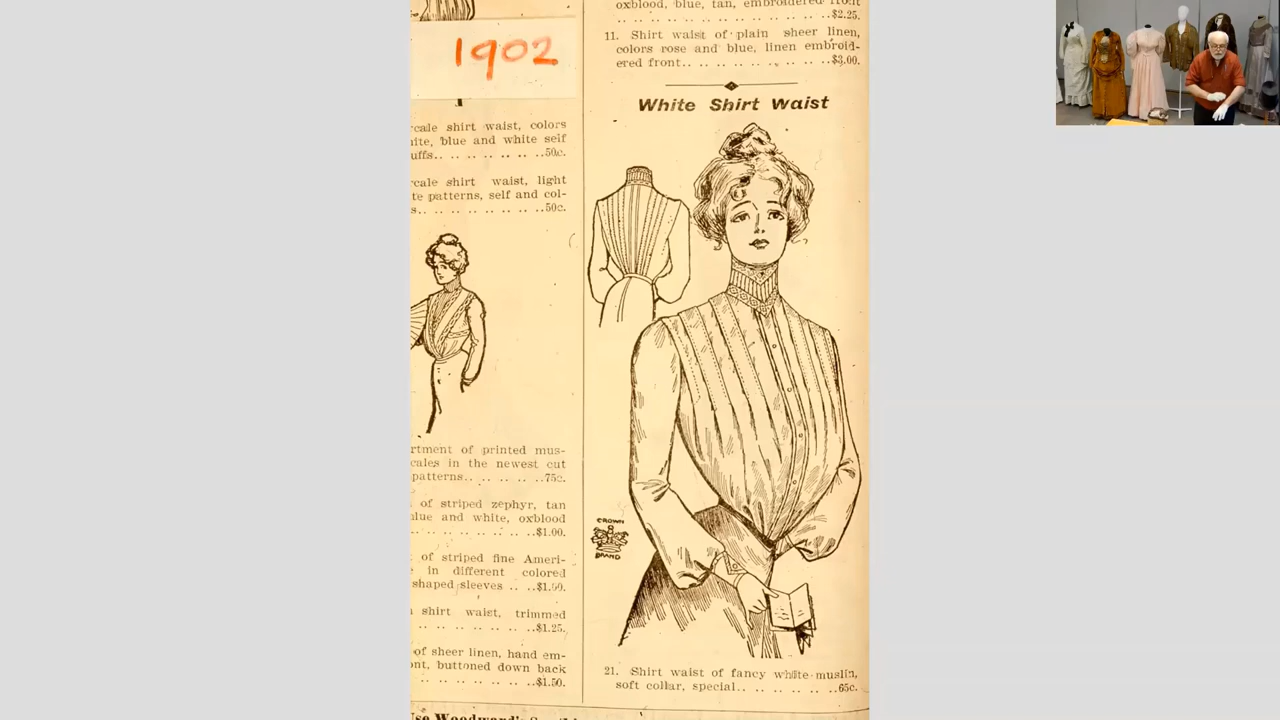 1902
rcale shirt waist, colors
ite, blue and white self
uffs.. .. .. .. .. ..50c.
rcale shirt waist, light
te patterns, self and col-
s.. .. .. .. .. .. ..50c.
rtment of printed mus-
cales in the newest cut
patterns.. .. .. .. ..75c.
of striped zephyr, tan
lue and white, oxblood
.. .. .. .. .. .. ..$1.00.
of striped fine Ameri-
in different colored
shaped sleeves .. ..$1.50.
shirt waist, trimmed
.. .. .. .. .. .. ..$1.25.
of sheer linen, hand em-
ont, buttoned down back
.. .. .. .. .. .. ..$1.50.
Use Woodward's
oxblood, blue, tan, embroidered front
.. .. .. .. .. .. .. .. .. ..$2.25.
11. Shirt waist of plain sheer linen,
colors rose and blue, linen embroid-
ered front.. .. .. .. .. .. ..$3.00.
White Shirt Waist
CROWN
BRAND
21. Shirt waist of fancy white muslin,
soft collar, special.. .. .. .. ..65c.